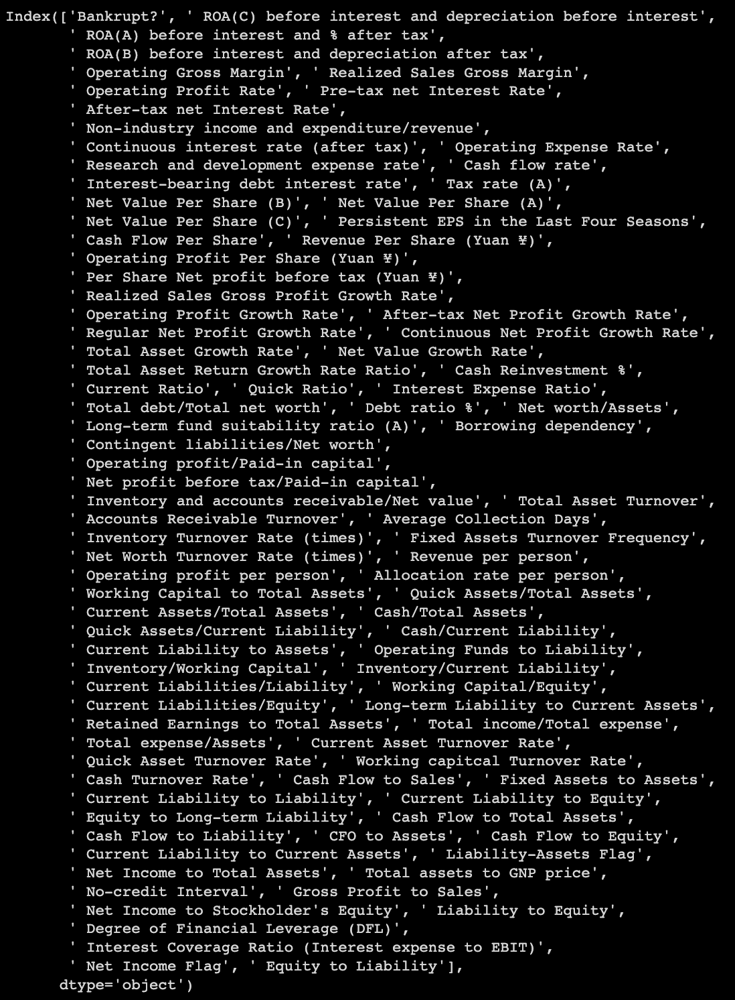 Index(['Bankrupt?', ' ROA(C) before interest and depreciation before interest',
       ' ROA(A) before interest and % after tax',
       ' ROA(B) before interest and depreciation after tax',
       ' Operating Gross Margin', ' Realized Sales Gross Margin',
       ' Operating Profit Rate', ' Pre-tax net Interest Rate',
       ' After-tax net Interest Rate',
       ' Non-industry income and expenditure/revenue',
       ' Continuous interest rate (after tax)', ' Operating Expense Rate',
       ' Research and development expense rate', ' Cash flow rate',
       ' Interest-bearing debt interest rate', ' Tax rate (A)',
       ' Net Value Per Share (B)', ' Net Value Per Share (A)',
       ' Net Value Per Share (C)', ' Persistent EPS in the Last Four Seasons',
       ' Cash Flow Per Share', ' Revenue Per Share (Yuan ¥)',
       ' Operating Profit Per Share (Yuan ¥)',
       ' Per Share Net profit before tax (Yuan ¥)',
       ' Realized Sales Gross Profit Growth Rate',
       ' Operating Profit Growth Rate', ' After-tax Net Profit Growth Rate',
       ' Regular Net Profit Growth Rate', ' Continuous Net Profit Growth Rate',
       ' Total Asset Growth Rate', ' Net Value Growth Rate',
       ' Total Asset Return Growth Rate Ratio', ' Cash Reinvestment %',
       ' Current Ratio', ' Quick Ratio', ' Interest Expense Ratio',
       ' Total debt/Total net worth', ' Debt ratio %', ' Net worth/Assets',
       ' Long-term fund suitability ratio (A)', ' Borrowing dependency',
       ' Contingent liabilities/Net worth',
       ' Operating profit/Paid-in capital',
       ' Net profit before tax/Paid-in capital',
       ' Inventory and accounts receivable/Net value', ' Total Asset Turnover',
       ' Accounts Receivable Turnover', ' Average Collection Days',
       ' Inventory Turnover Rate (times)', ' Fixed Assets Turnover Frequency',
       ' Net Worth Turnover Rate (times)', ' Revenue per person',
       ' Operating profit per person', ' Allocation rate per person',
       ' Working Capital to Total Assets', ' Quick Assets/Total Assets',
       ' Current Assets/Total Assets', ' Cash/Total Assets',
       ' Quick Assets/Current Liability', ' Cash/Current Liability',
       ' Current Liability to Assets', ' Operating Funds to Liability',
       ' Inventory/Working Capital', ' Inventory/Current Liability',
       ' Current Liabilities/Liability', ' Working Capital/Equity',
       ' Current Liabilities/Equity', ' Long-term Liability to Current Assets',
       ' Retained Earnings to Total Assets', ' Total income/Total expense',
       ' Total expense/Assets', ' Current Asset Turnover Rate',
       ' Quick Asset Turnover Rate', ' Working capitcal Turnover Rate',
       ' Cash Turnover Rate', ' Cash Flow to Sales', ' Fixed Assets to Assets',
       ' Current Liability to Liability', ' Current Liability to Equity',
       ' Equity to Long-term Liability', ' Cash Flow to Total Assets',
       ' Cash Flow to Liability', ' CFO to Assets', ' Cash Flow to Equity',
       ' Current Liability to Current Assets', ' Liability-Assets Flag',
       ' Net Income to Total Assets', ' Total assets to GNP price',
       ' No-credit Interval', ' Gross Profit to Sales',
       ' Net Income to Stockholder's Equity', ' Liability to Equity',
       ' Degree of Financial Leverage (DFL)',
       ' Interest Coverage Ratio (Interest expense to EBIT)',
       ' Net Income Flag', ' Equity to Liability'],
      dtype='object')